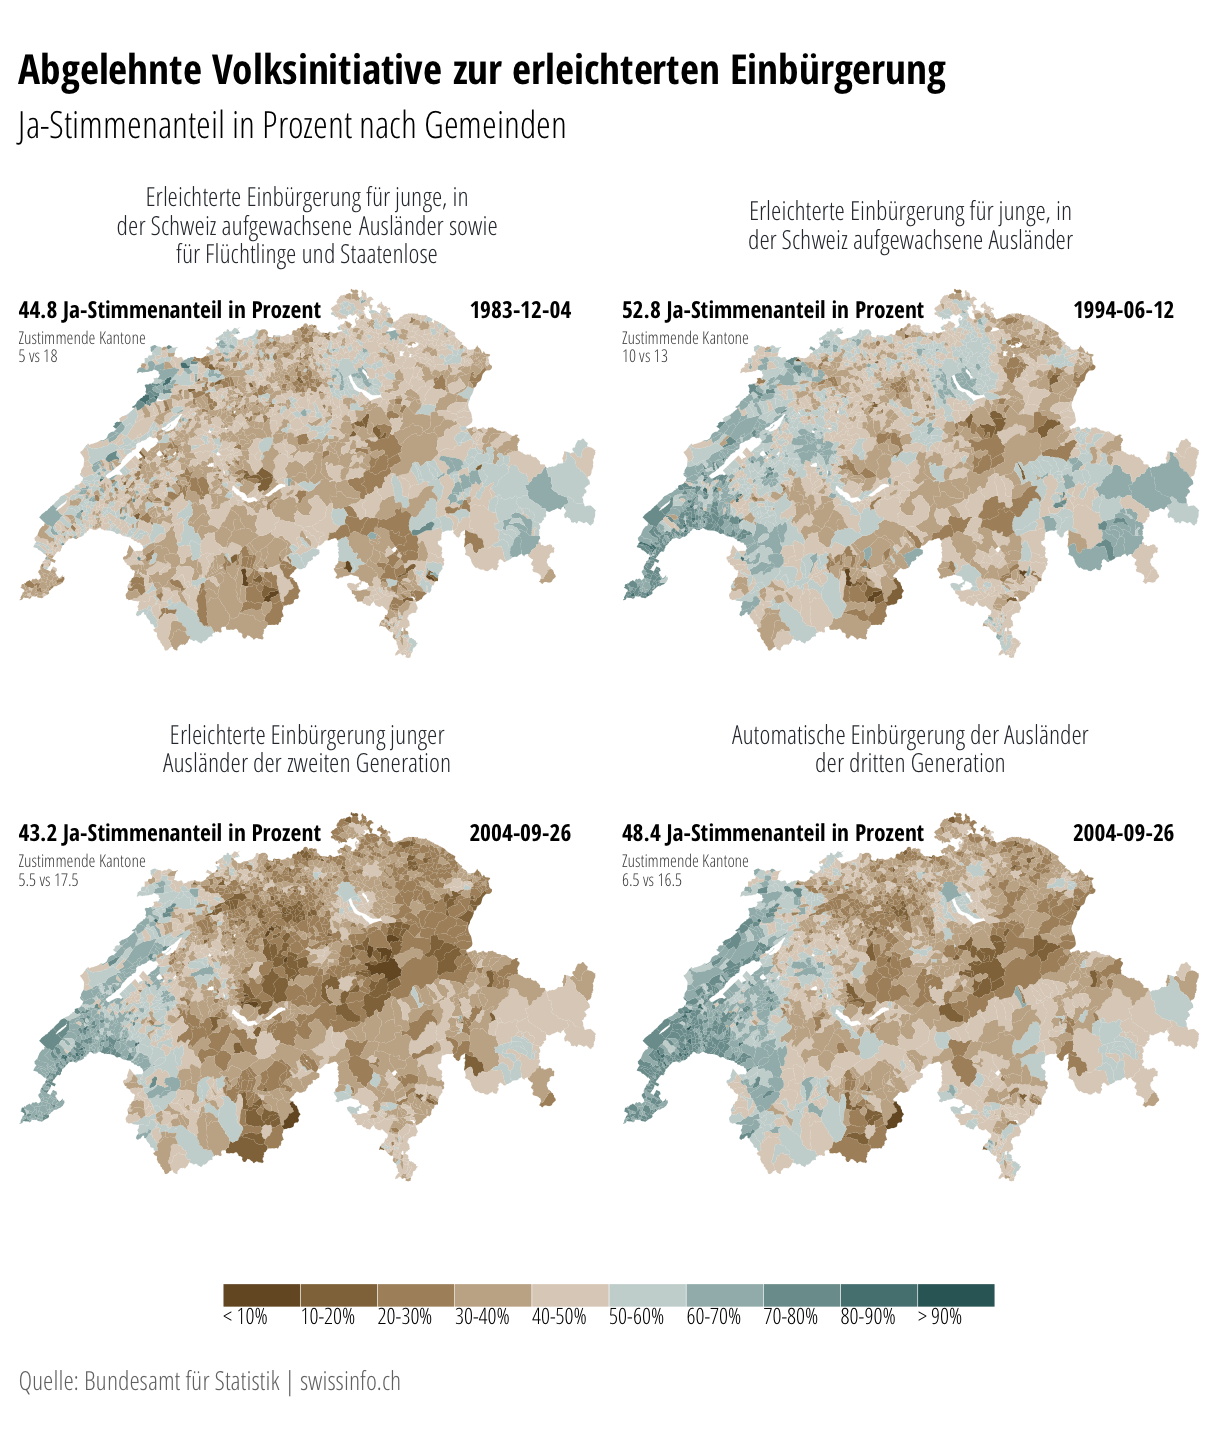 Abgelehnte Volksinitiative zur erleichterten Einbürgerung
Ja-Stimmenanteil in Prozent nach Gemeinden
Erleichterte Einbürgerung für junge, in
der Schweiz aufgewachsene Ausländer sowie
für Flüchtlinge und Staatenlose
44.8 Ja-Stimmenanteil in Prozent
1983-12-04
Zustimmende Kantone
5 vs 18
Erleichterte Einbürgerung für junge, in
der Schweiz aufgewachsene Ausländer
52.8 Ja-Stimmenanteil in Prozent
1994-06-12
Zustimmende Kantone
10 vs 13
Erleichterte Einbürgerung junger
Ausländer der zweiten Generation
43.2 Ja-Stimmenanteil in Prozent
2004-09-26
Zustimmende Kantone
5.5 vs 17.5
Automatische Einbürgerung der Ausländer
der dritten Generation
48.4 Ja-Stimmenanteil in Prozent
2004-09-26
Zustimmende Kantone
6.5 vs 16.5
< 10% 10-20% 20-30% 30-40% 40-50% 50-60% 60-70% 70-80% 80-90% > 90%
Quelle: Bundesamt für Statistik | swissinfo.ch